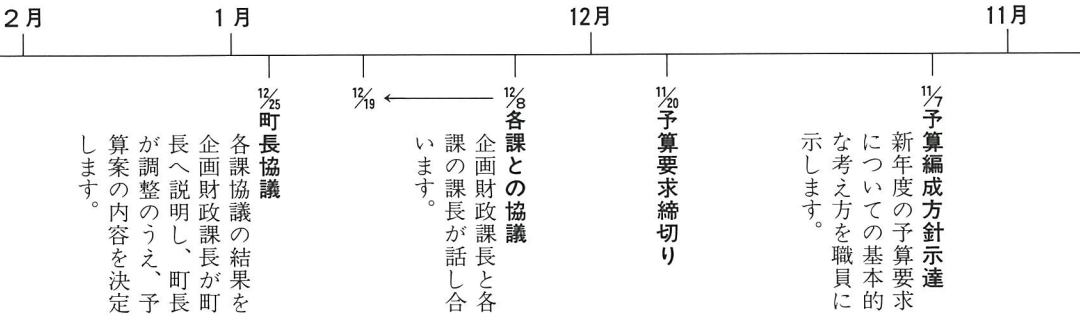 11月
12月
1月
2月
11/7予算編成方針示達
新年度の予算要求
についての基本的
な考え方を職員に
示します。
11/20予算要求締切り
12/8各課との協議
企画財政課長と各
課の課長が話し合
います。
12/19
12/25町長協議
各課協議の結果を
企画財政課長が町
長へ説明し、町長
が調整のうえ、予
算案の内容を決定
します。